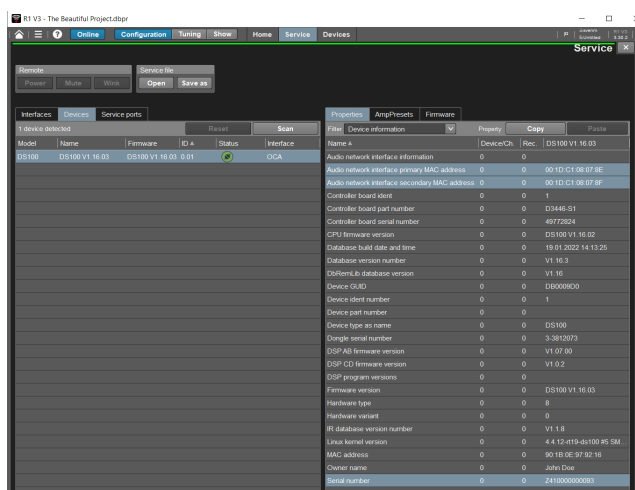 R1 V3 - The Beautiful Project.dbpr
Online Configuration Tuning Show Home Service Devices
Service
Remote Service file
Power Mute Wink Open Save as
Interfaces Devices Service ports
1 device detected Reset Scan
Model Name Firmware ID Status Interface
DS100 DS100 V1.16.03 DS100 V1.16.03 0.01 OCA
Properties AmpPresets Firmware
Filter Device information Property Copy Paste
Name Device/Ch. Rec. DS100 V1.16.03
Audio network interface information 0 0
Audio network interface primary MAC address 0 0 00:1D:C1:08:07:8E
Audio network interface secondary MAC address 0 0 00:1D:C1:08:07:8F
Controller board ident 0 0 1
Controller board part number 0 0 D3446-S1
Controller board serial number 0 0 49772824
CPU firmware version 0 0 DS100 V1.16.02
Database build date and time 0 0 19.01.2022 14:13:25
Database version number 0 0 V1.16.3
DbRemLib database version 0 0 V1.16
Device GUID 0 0 DB0009D0
Device ident number 0 0 1
Device part number 0 0
Device type as name 0 0 DS100
Dongle serial number 0 0 3-3812073
DSP AB firmware version 0 0 V1.07.00
DSP CD firmware version 0 0 V1.0.2
DSP program versions 0 0
Firmware version 0 0 DS100 V1.16.03
Hardware type 0 0 8
Hardware variant 0 0 0
IR database version number 0 0 V1.1.8
Linux kernel version 0 0 4.4.12-rt19-ds100 #5 SM...
MAC address 0 0 90:1B:0E:97:92:16
Owner name 0 0 John Doe
Serial number 0 0 Z410000000093